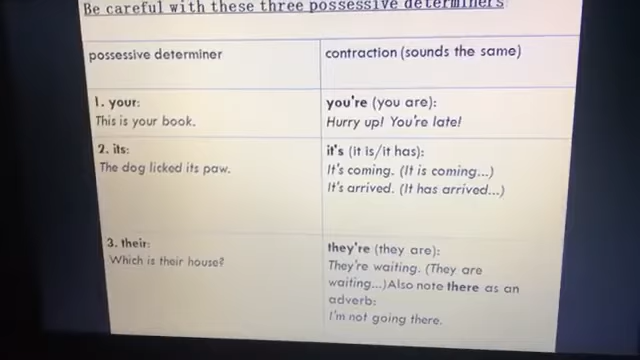 Be careful with these three possessive determiners
possessive determiner
contraction (sounds the same)
1. your:
This is your book.
you're (you are):
Hurry up! You're late!
2. its:
The dog licked its paw.
it's (it is/it has):
It's coming. (It is coming...)
It's arrived. (It has arrived...)
3. their:
Which is their house?
they're (they are):
They're waiting. (They are
waiting...)Also note there as an
adverb:
I'm not going there.